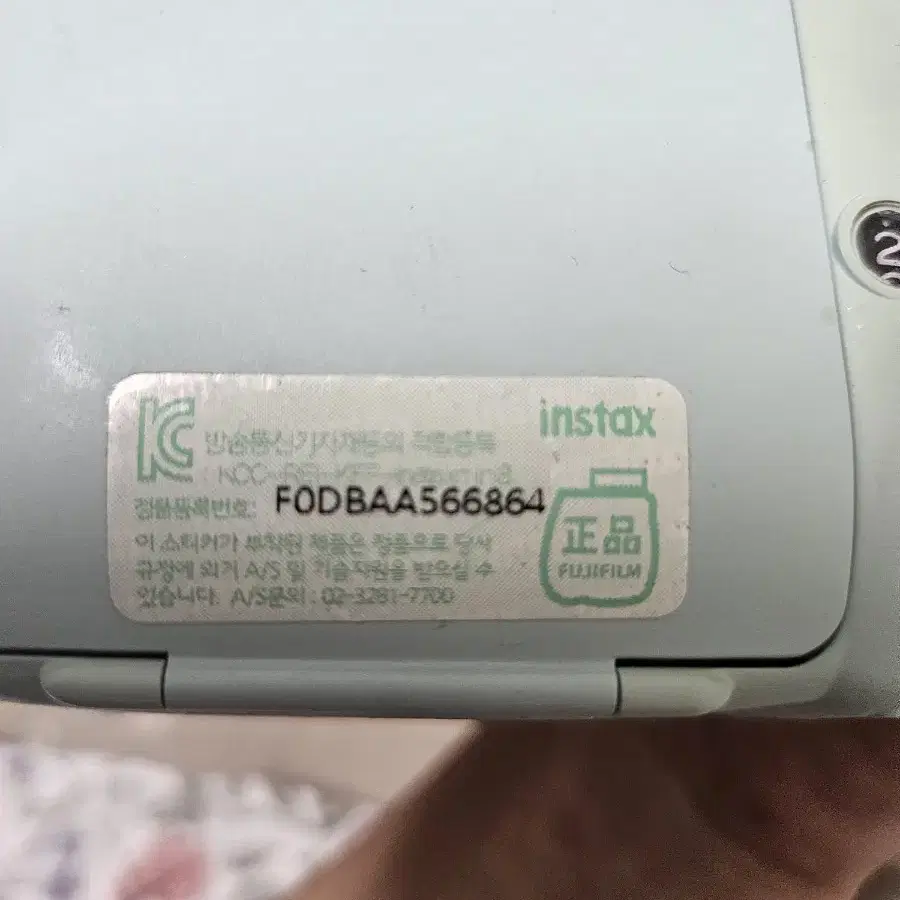 instax
방송통신기자재등의 적합등록
정품등록번호: F0DBAA566864
正品
FUJIFILM
이 스티커가 부착된 제품은 정품으로 당사
규정에 의거 A/S 및 기술지원을 받으실 수
있습니다. A/S문의 : 02-3281-7700
2